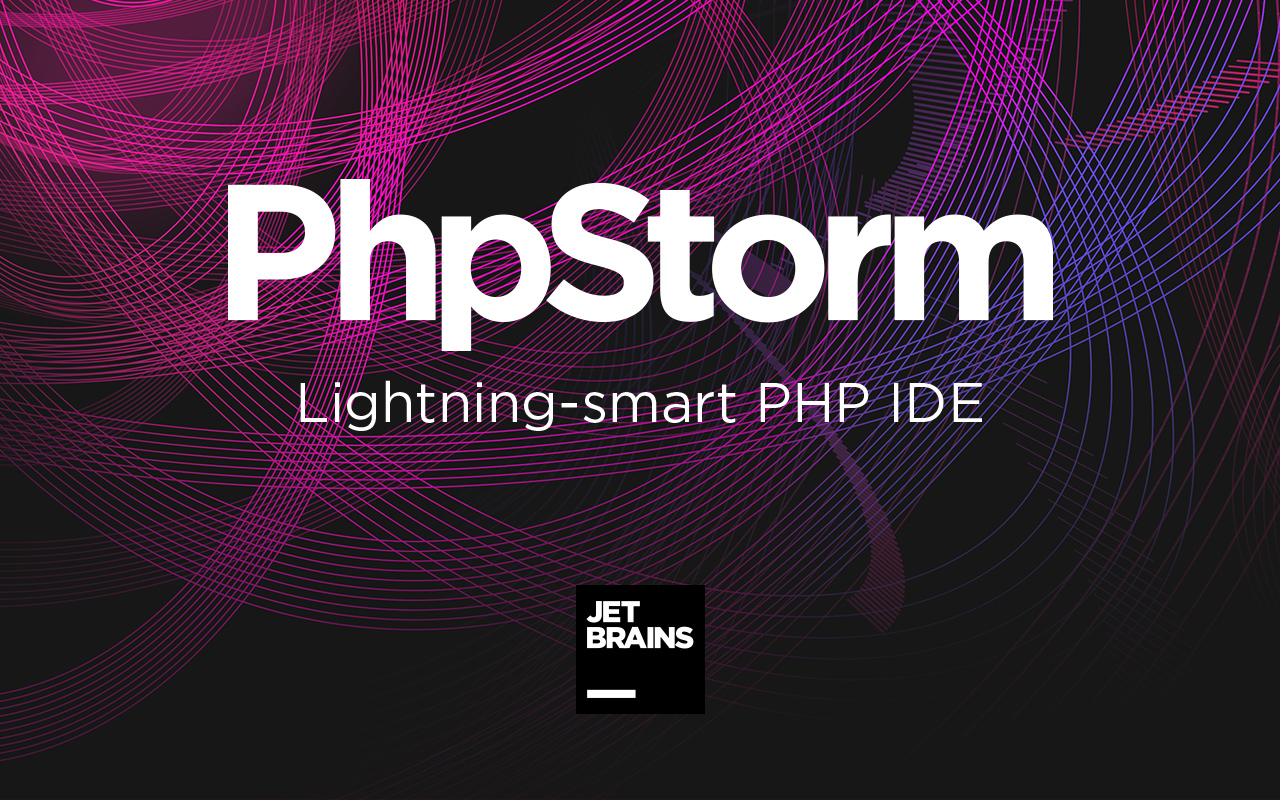 PhpStorm
Lightning-smart PHP IDE
JET
BRAINS